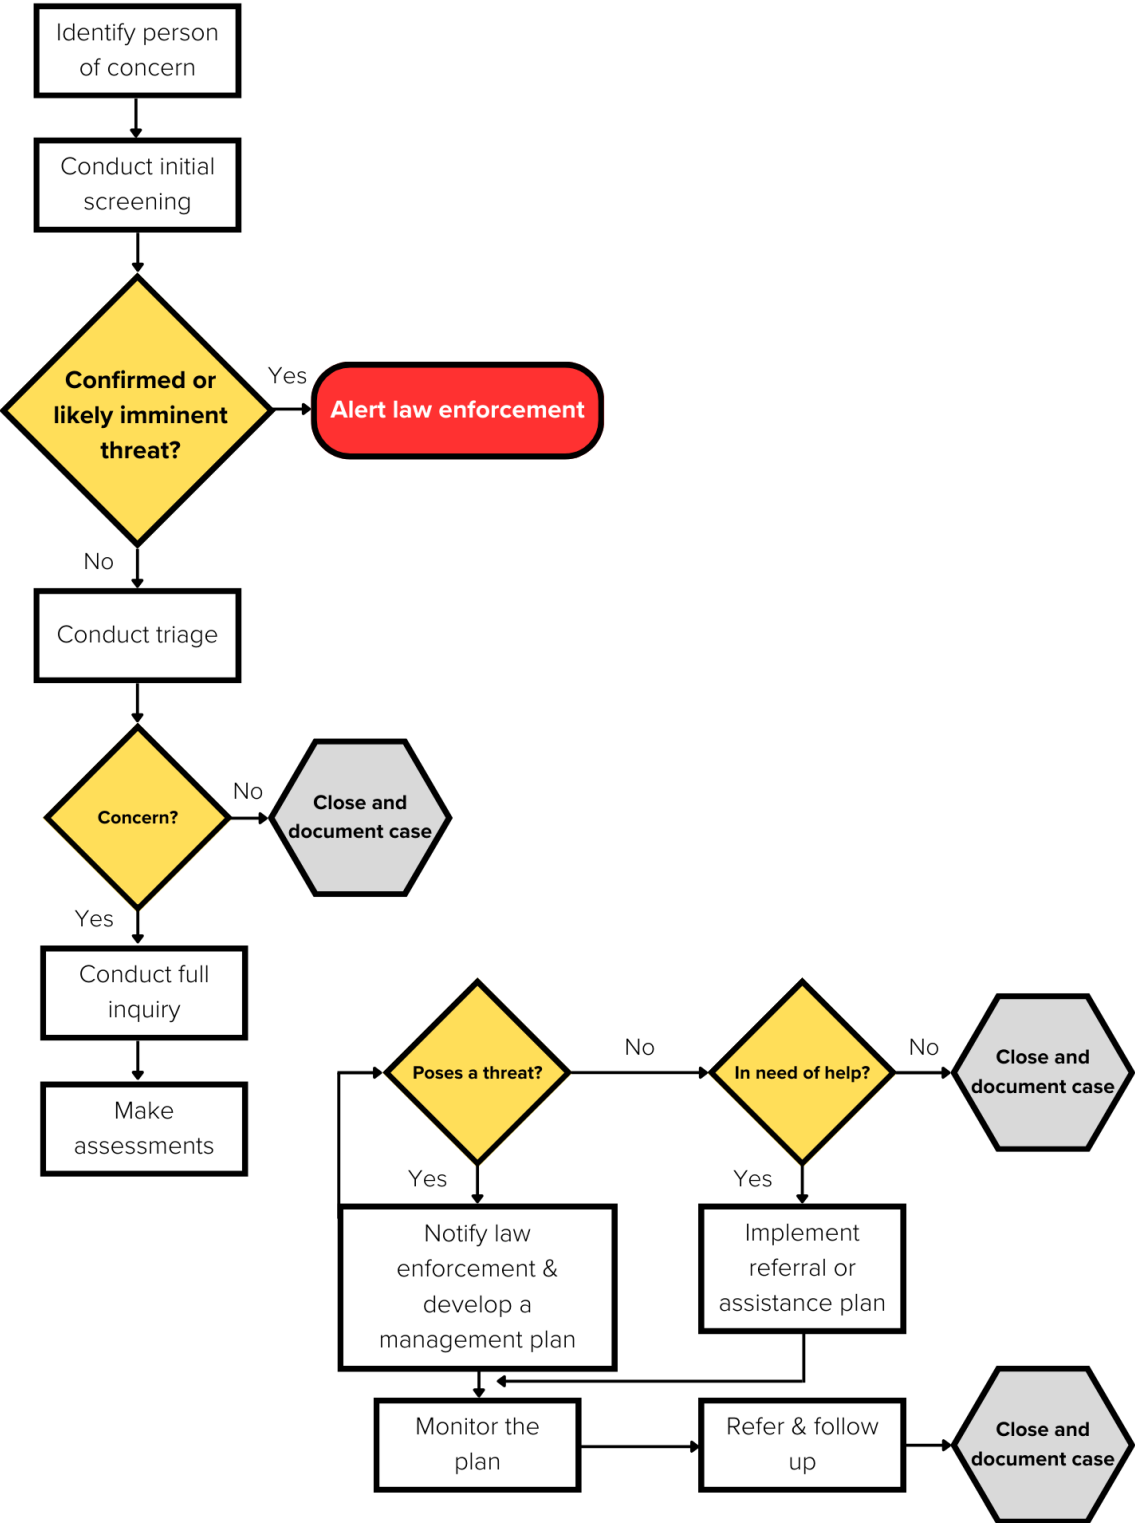 Identify person
of concern
Conduct initial
screening
Confirmed or
likely imminent
threat?
Yes
Alert law enforcement
No
Conduct triage
Concern?
No
Close and
document case
Yes
Conduct full
inquiry
Make
assessments
Poses a threat?
No
In need of help?
No
Close and
document case
Yes
Notify law
enforcement &
develop a
management plan
Yes
Implement
referral or
assistance plan
Monitor the
plan
Refer & follow
up
Close and
document case